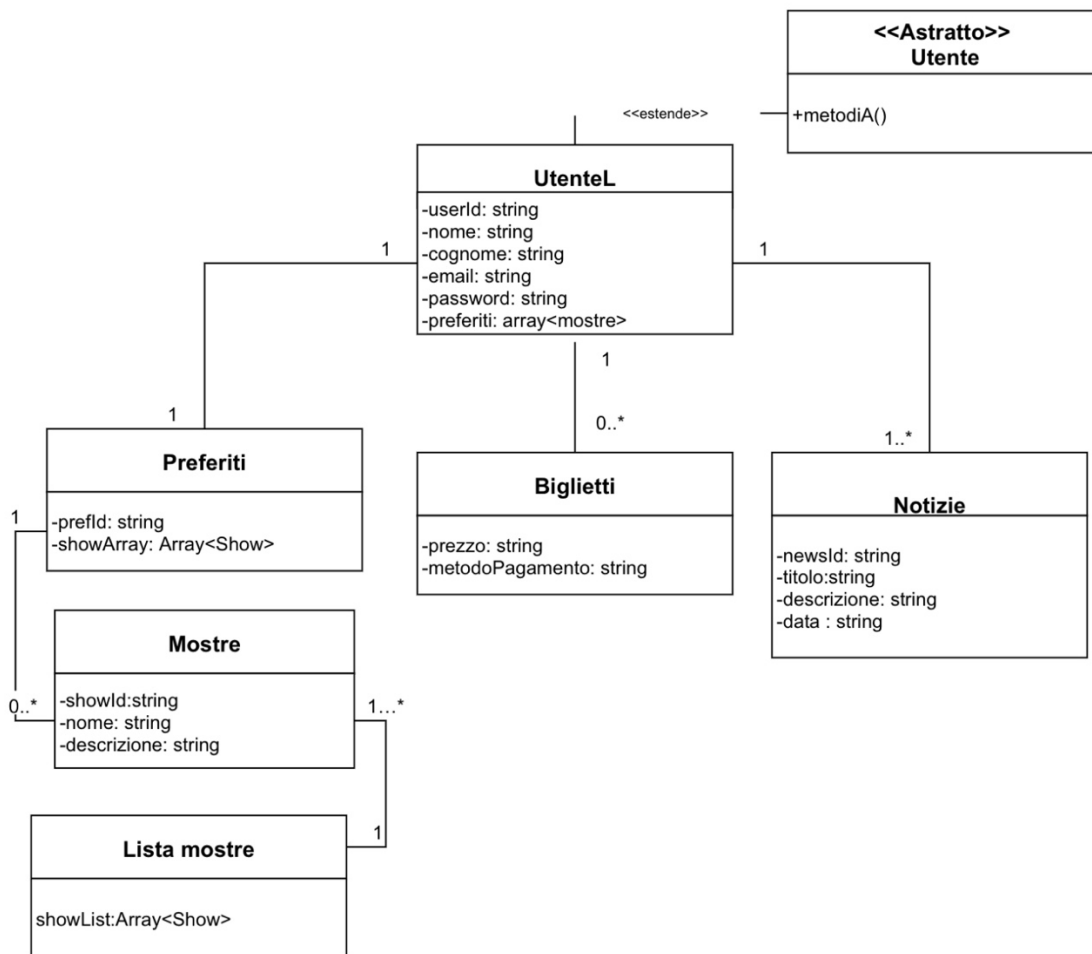 <<Astratto>>
Utente
+metodiA()
<<estende>>
UtenteL
-userId: string
-nome: string
-cognome: string
-email: string
-password: string
-preferiti: array<mostre>
1
1
1
1
0..*
1..*
Preferiti
-prefId: string
-showArray: Array<Show>
1
Biglietti
-prezzo: string
-metodoPagamento: string
Notizie
-newsId: string
-titolo:string
-descrizione: string
-data : string
Mostre
-showId:string
-nome: string
-descrizione: string
0..*
1...*
Lista mostre
1
showList:Array<Show>